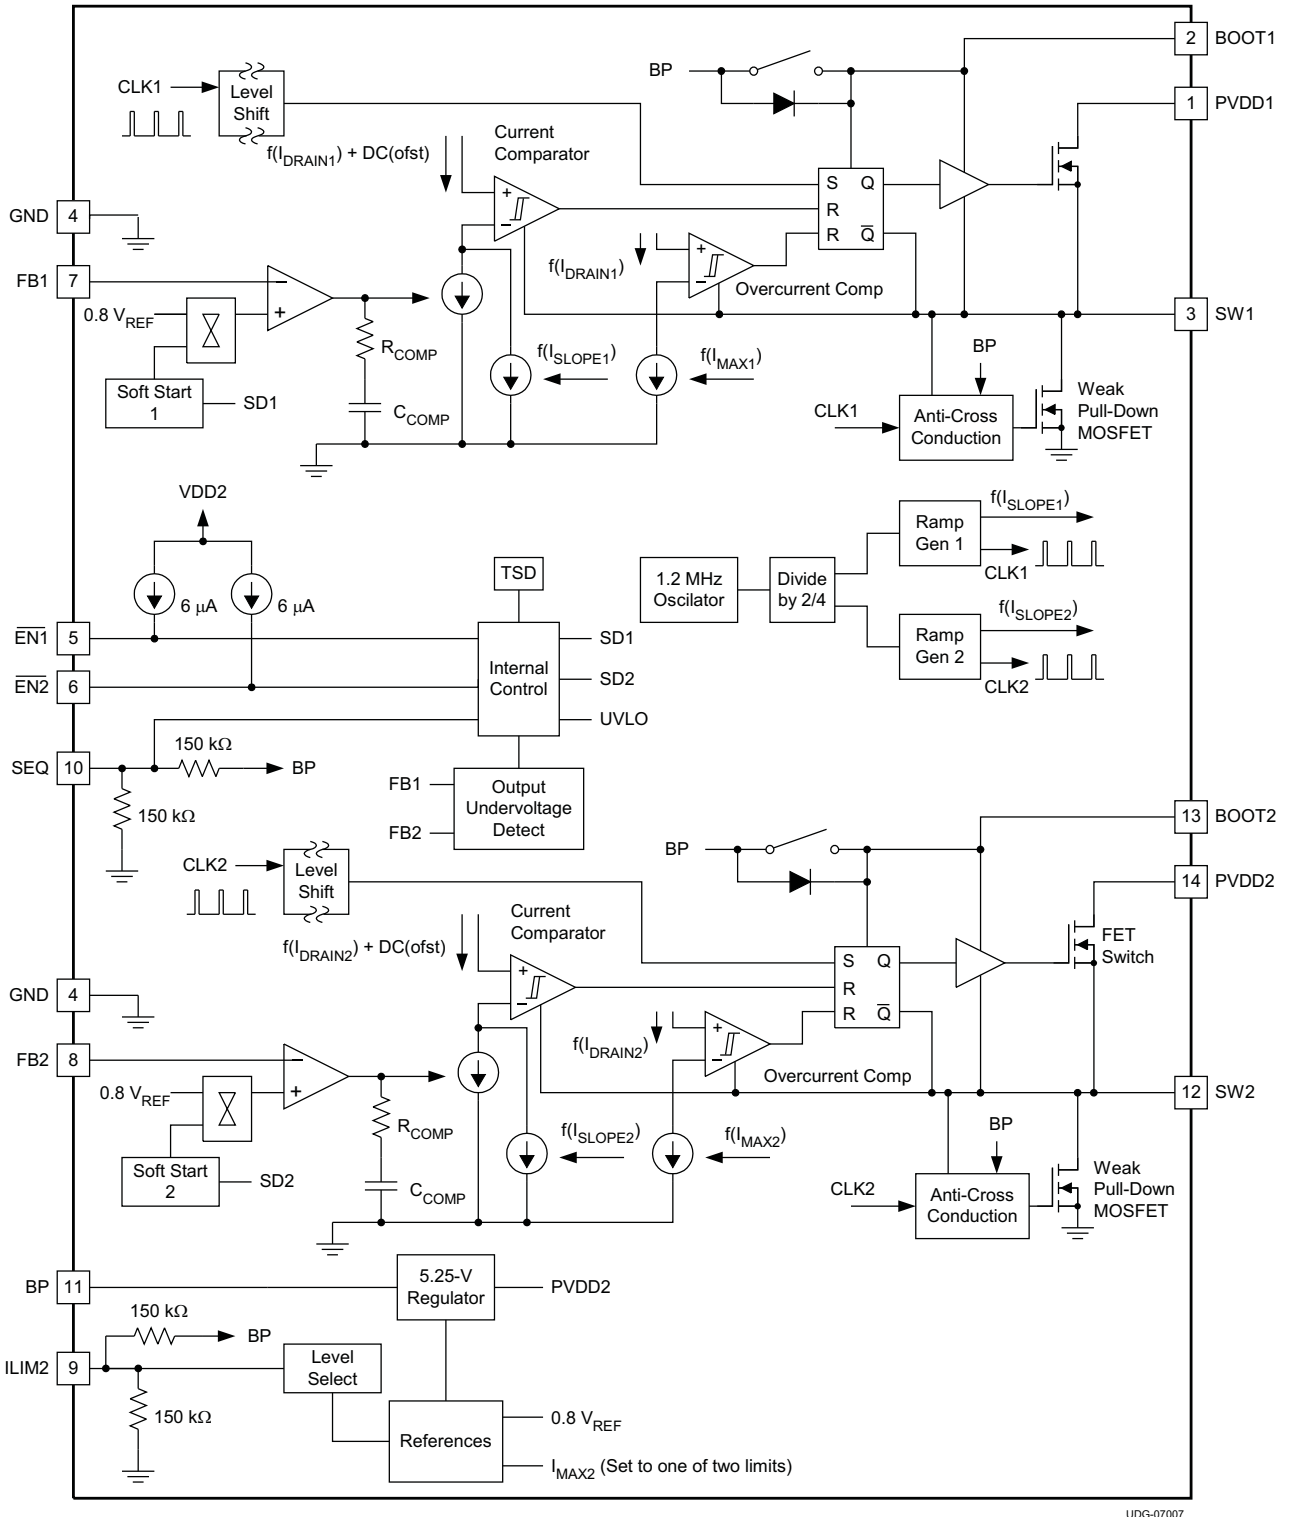 2 BOOT1
BP
CLK1
Level
Shift
1 PVDD1
Current
Comparator
f(I_DRAIN1) + DC(ofst)
+
−
S Q
R
R Q̅
GND 4
f(I_DRAIN1)
+
−
Overcurrent Comp
FB1 7
−
+
0.8 V_REF
3 SW1
R_COMP
f(I_SLOPE1)
f(I_MAX1)
BP
Soft Start
1
SD1
C_COMP
CLK1
Anti-Cross
Conduction
Weak
Pull-Down
MOSFET
VDD2
6 µA
6 µA
TSD
1.2 MHz
Oscilator
Divide
by 2/4
Ramp
Gen 1
f(I_SLOPE1)
CLK1
Ramp
Gen 2
f(I_SLOPE2)
CLK2
E̅N̅1̅ 5
E̅N̅2̅ 6
Internal
Control
SD1
SD2
UVLO
SEQ 10
150 kΩ
BP
150 kΩ
FB1
FB2
Output
Undervoltage
Detect
13 BOOT2
BP
CLK2
Level
Shift
14 PVDD2
Current
Comparator
f(I_DRAIN2) + DC(ofst)
FET
Switch
+
−
S Q
R
R Q̅
GND 4
f(I_DRAIN2)
+
−
Overcurrent Comp
FB2 8
−
+
0.8 V_REF
12 SW2
R_COMP
f(I_SLOPE2)
f(I_MAX2)
BP
Soft Start
2
SD2
C_COMP
CLK2
Anti-Cross
Conduction
Weak
Pull-Down
MOSFET
BP 11
5.25-V
Regulator
PVDD2
150 kΩ
BP
ILIM2 9
Level
Select
150 kΩ
References
0.8 V_REF
I_MAX2 (Set to one of two limits)
UDG-07007